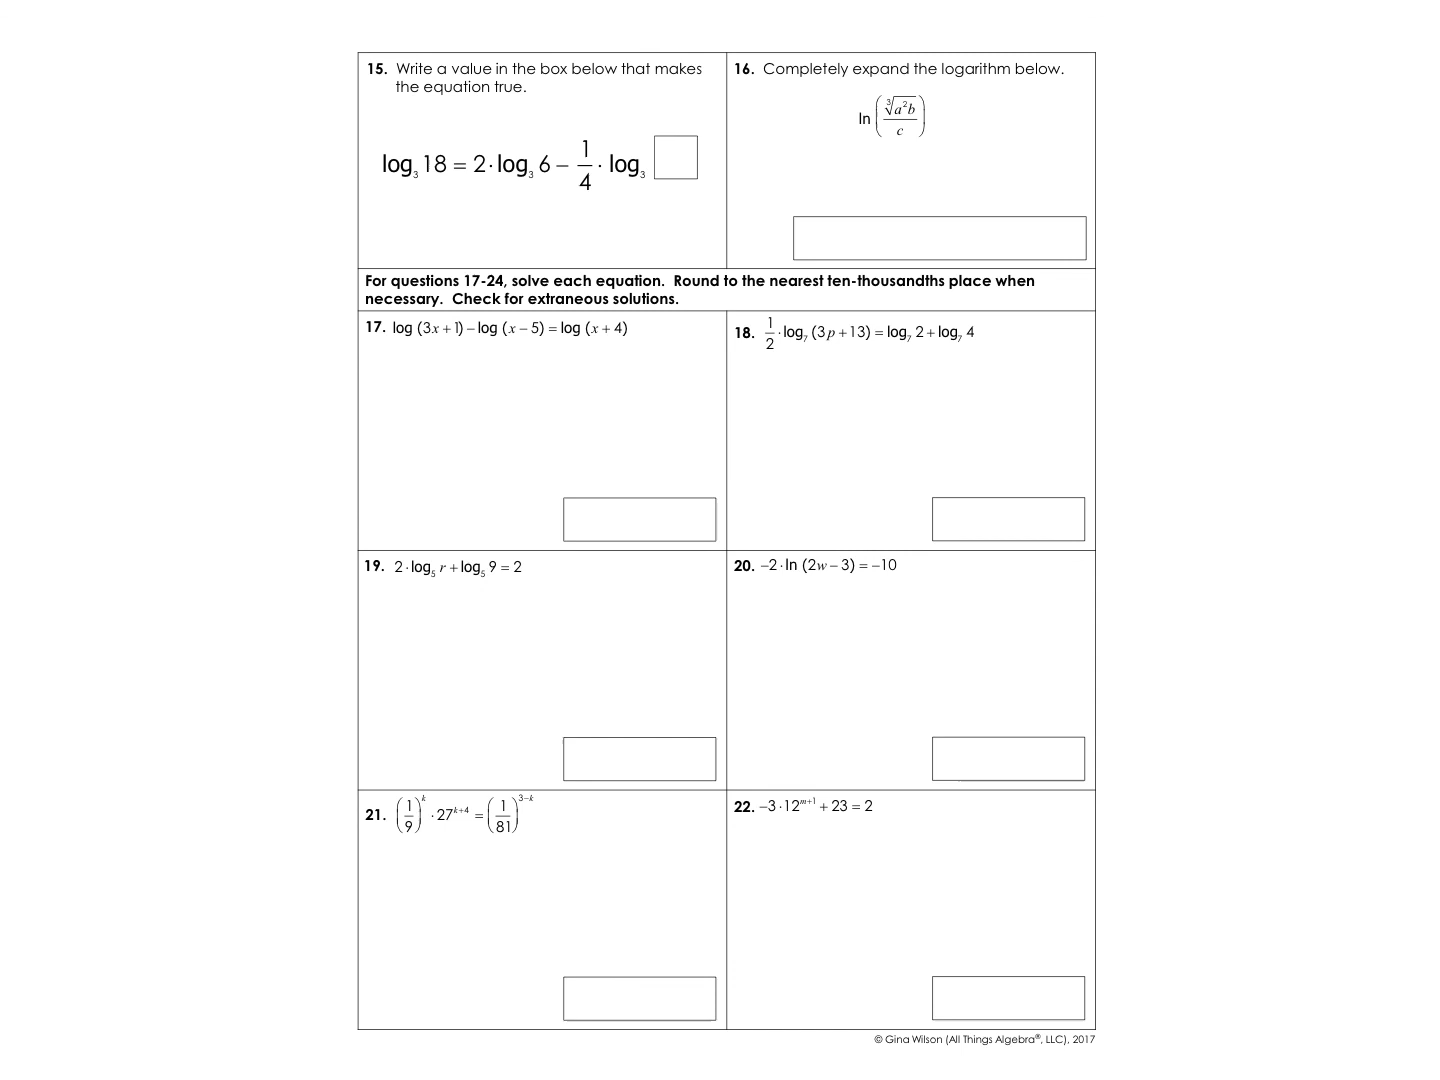 15. Write a value in the box below that makes
the equation true.
log₃ 18 = 2 · log₃ 6 − 1/4 · log₃
16. Completely expand the logarithm below.
ln (∛(a²b) / c)
For questions 17-24, solve each equation. Round to the nearest ten-thousandths place when
necessary. Check for extraneous solutions.
17. log (3x + 1) − log (x − 5) = log (x + 4)
18. 1/2 · log₇ (3p + 13) = log₇ 2 + log₇ 4
19. 2 · log₅ r + log₅ 9 = 2
20. −2 · ln (2w − 3) = −10
21. (1/9)^k · 27^(k+4) = (1/81)^(3−k)
22. −3 · 12^(m+1) + 23 = 2
© Gina Wilson (All Things Algebra®, LLC), 2017